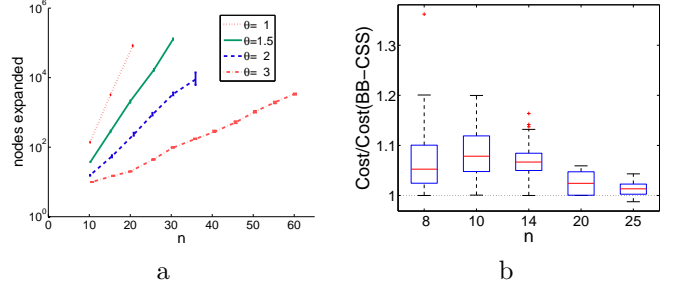 10^6
10^4
10^2
10^0
nodes expanded
θ= 1
θ=1.5
θ= 2
θ= 3
0 10 20 30 40 50 60
n
a
Cost/Cost(BB−CSS)
1.3
1.2
1.1
1
8 10 14 20 25
n
b